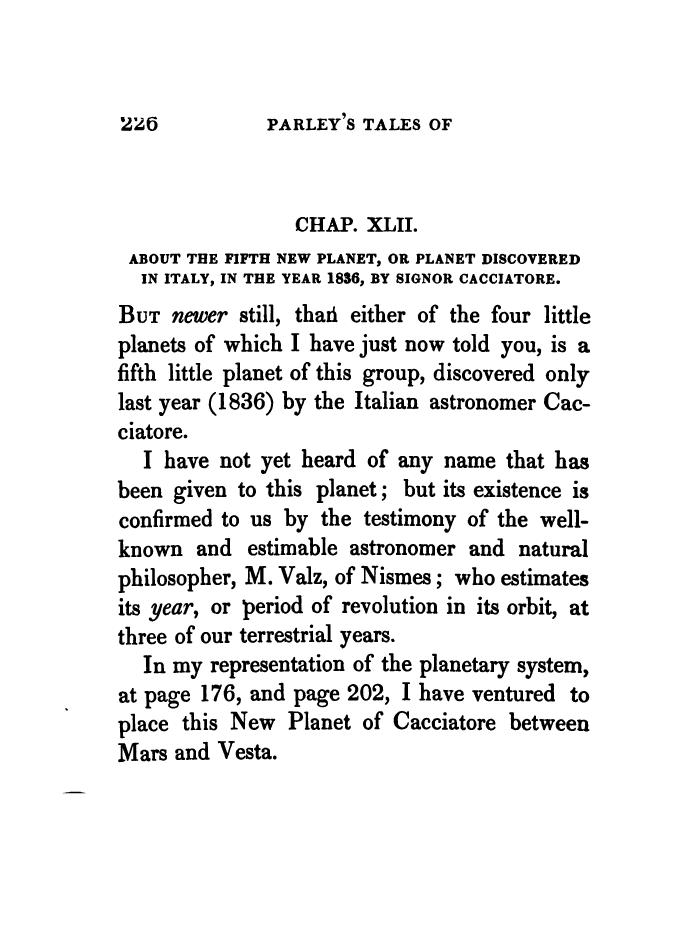 226 PARLEY'S TALES OF
CHAP. XLII.
ABOUT THE FIFTH NEW PLANET, OR PLANET DISCOVERED
IN ITALY, IN THE YEAR 1836, BY SIGNOR CACCIATORE.
BUT newer still, than either of the four little
planets of which I have just now told you, is a
fifth little planet of this group, discovered only
last year (1836) by the Italian astronomer Cac-
ciatore.
I have not yet heard of any name that has
been given to this planet; but its existence is
confirmed to us by the testimony of the well-
known and estimable astronomer and natural
philosopher, M. Valz, of Nismes; who estimates
its year, or period of revolution in its orbit, at
three of our terrestrial years.
In my representation of the planetary system,
at page 176, and page 202, I have ventured to
place this New Planet of Cacciatore between
Mars and Vesta.